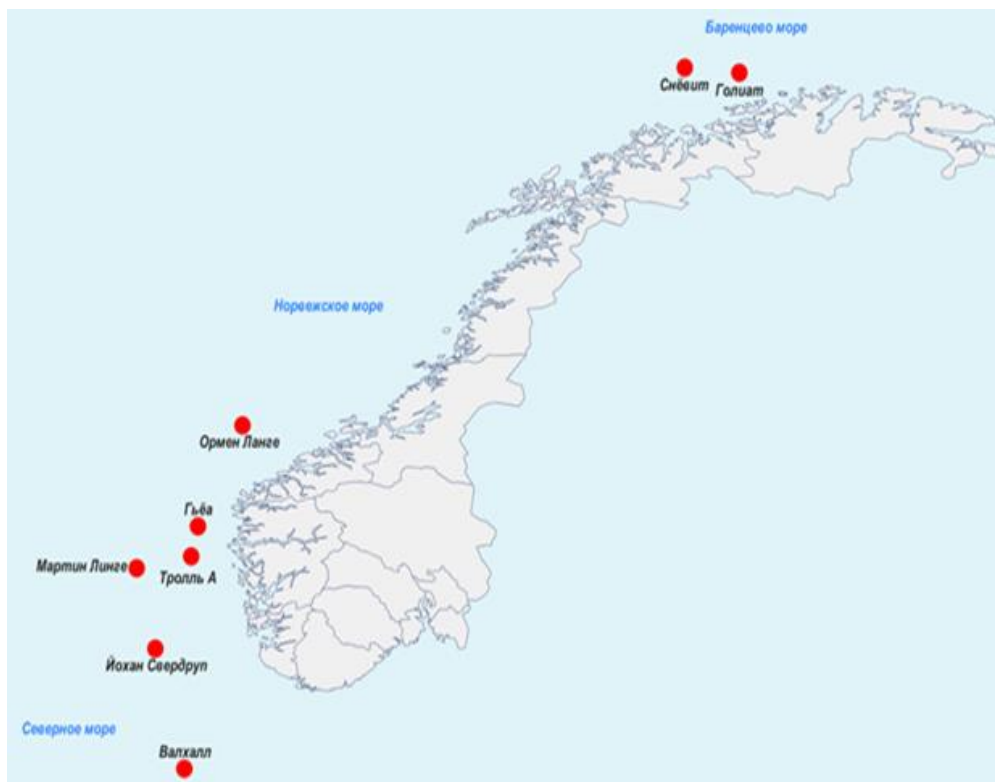 Баренцево море
Снёвит
Голиат
Норвежское море
Ормен Ланге
Гьёа
Мартин Линге
Тролль А
Йохан Свердруп
Северное море
Валхалл